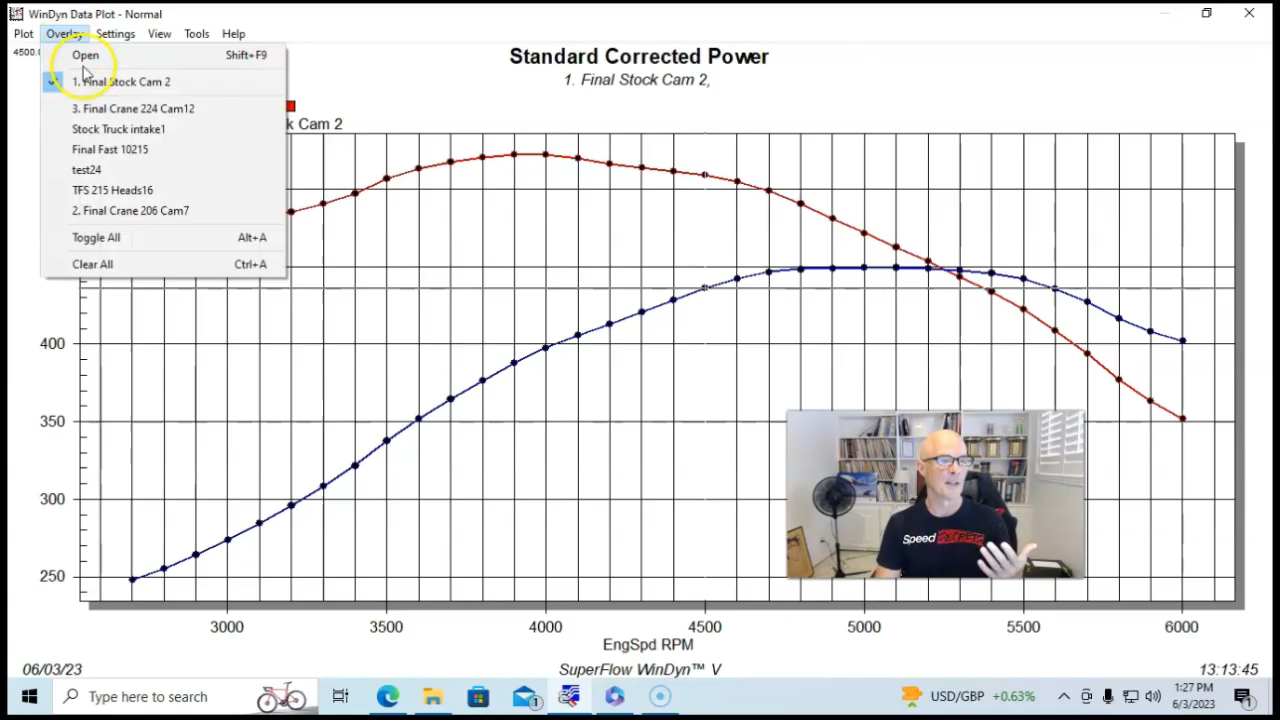 WinDyn Data Plot - Normal
Plot Overlay Settings View Tools Help
4500.0
Open Shift+F9
1. Final Stock Cam 2
3. Final Crane 224 Cam12
Stock Truck intake1
Final Fast 10215
test24
TFS 215 Heads16
2. Final Crane 206 Cam7
Toggle All Alt+A
Clear All Ctrl+A
Standard Corrected Power
1. Final Stock Cam 2,
k Cam 2
400
350
300
250
3000 3500 4000 4500 5000 5500 6000
EngSpd RPM
06/03/23 SuperFlow WinDyn™ V 13:13:45
Speed
Type here to search
1
USD/GBP +0.63%
1:27 PM
6/3/2023
1